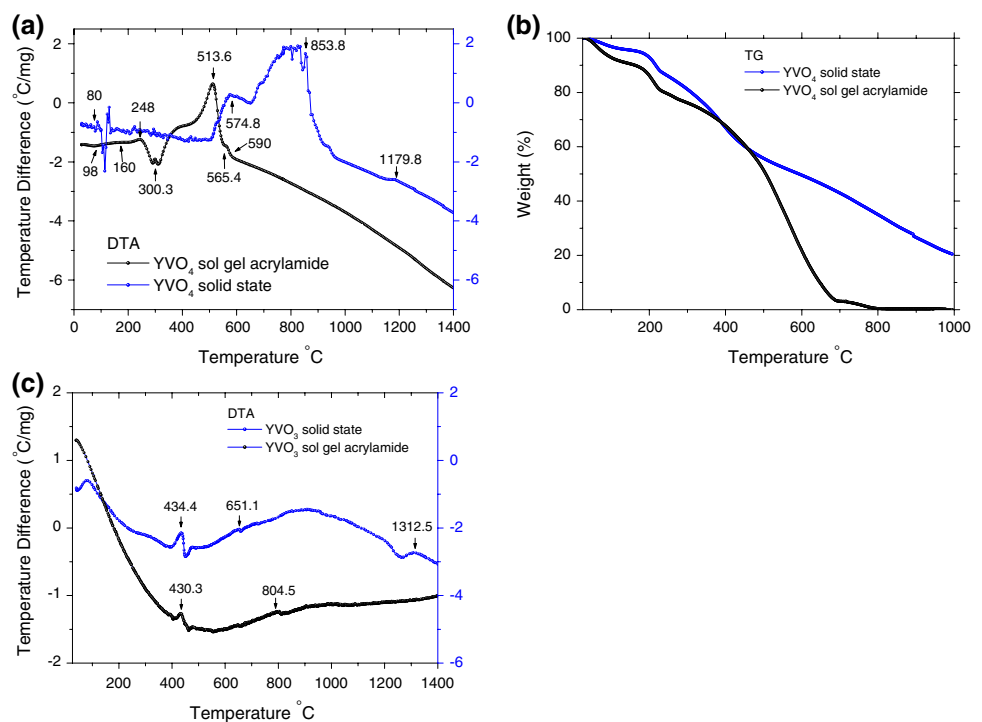 (a)
2
0
-2
-4
-6
2
0
-2
-4
-6
0 200 400 600 800 1000 1200 1400
Temperature Difference (°C/mg)
Temperature °C
80
98
160
248
300.3
513.6
565.4
590
574.8
853.8
1179.8
DTA
YVO₄ sol gel acrylamide
YVO₄ solid state
(b)
100
80
60
40
20
0
200 400 600 800 1000
Weight (%)
Temperature °C
TG
YVO₄ solid state
YVO₄ sol gel acrylamide
(c)
2
1
0
-1
-2
2
0
-2
-4
-6
200 400 600 800 1000 1200 1400
Temperature Difference (°C/mg)
Temperature °C
DTA
YVO₃ solid state
YVO₃ sol gel acrylamide
434.4
651.1
1312.5
430.3
804.5